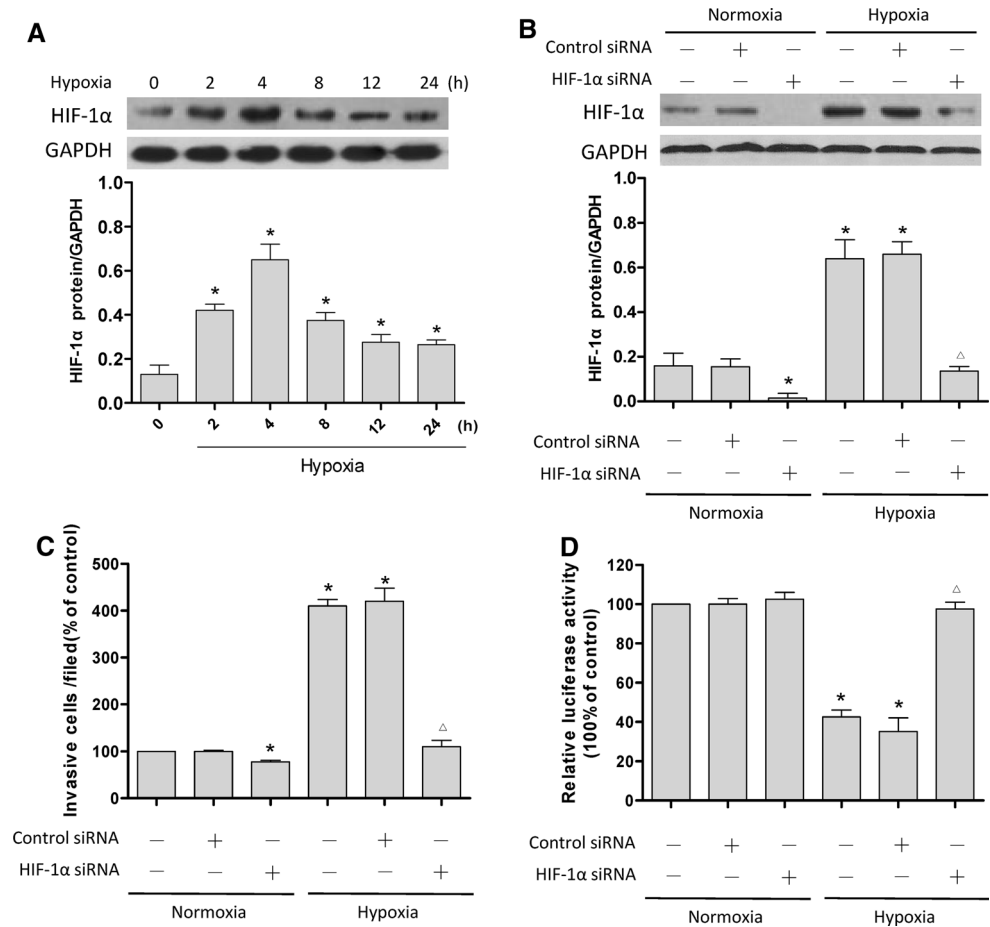 A
Hypoxia 0 2 4 8 12 24 (h)
HIF-1α
GAPDH
HIF-1α protein/GAPDH
1.0
0.8
0.6
0.4
0.2
0.0
* * * * *
0 2 4 8 12 24 (h)
Hypoxia
B
Normoxia Hypoxia
Control siRNA — + — — + —
HIF-1α siRNA — — + — — +
HIF-1α
GAPDH
HIF-1α protein/GAPDH
1.0
0.8
0.6
0.4
0.2
0.0
* * * △
Control siRNA — + — — + —
HIF-1α siRNA — — + — — +
Normoxia Hypoxia
C
Invasive cells /filed(% of control)
500
400
300
200
100
0
* * * △
Control siRNA — + — — + —
HIF-1α siRNA — — + — — +
Normoxia Hypoxia
D
Relative luciferase activity
(100% of control)
120
100
80
60
40
20
0
* * △
Control siRNA — + — — + —
HIF-1α siRNA — — + — — +
Normoxia Hypoxia